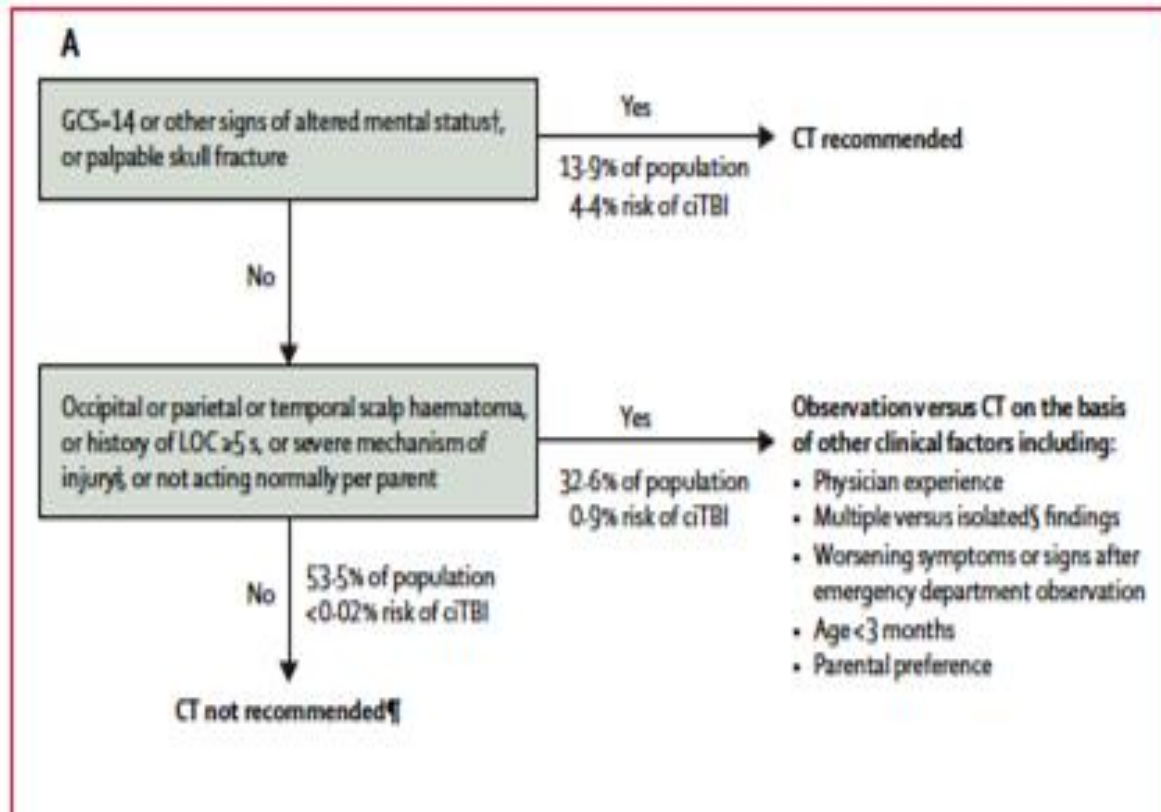 A
GCS=14 or other signs of altered mental status†,
or palpable skull fracture
Yes
13·9% of population
4·4% risk of ciTBI
CT recommended
No
Occipital or parietal or temporal scalp haematoma,
or history of LOC ≥5 s, or severe mechanism of
injury‡, or not acting normally per parent
Yes
32·6% of population
0·9% risk of ciTBI
Observation versus CT on the basis
of other clinical factors including:
• Physician experience
• Multiple versus isolated§ findings
• Worsening symptoms or signs after
emergency department observation
• Age <3 months
• Parental preference
No
53·5% of population
<0·02% risk of ciTBI
CT not recommended¶